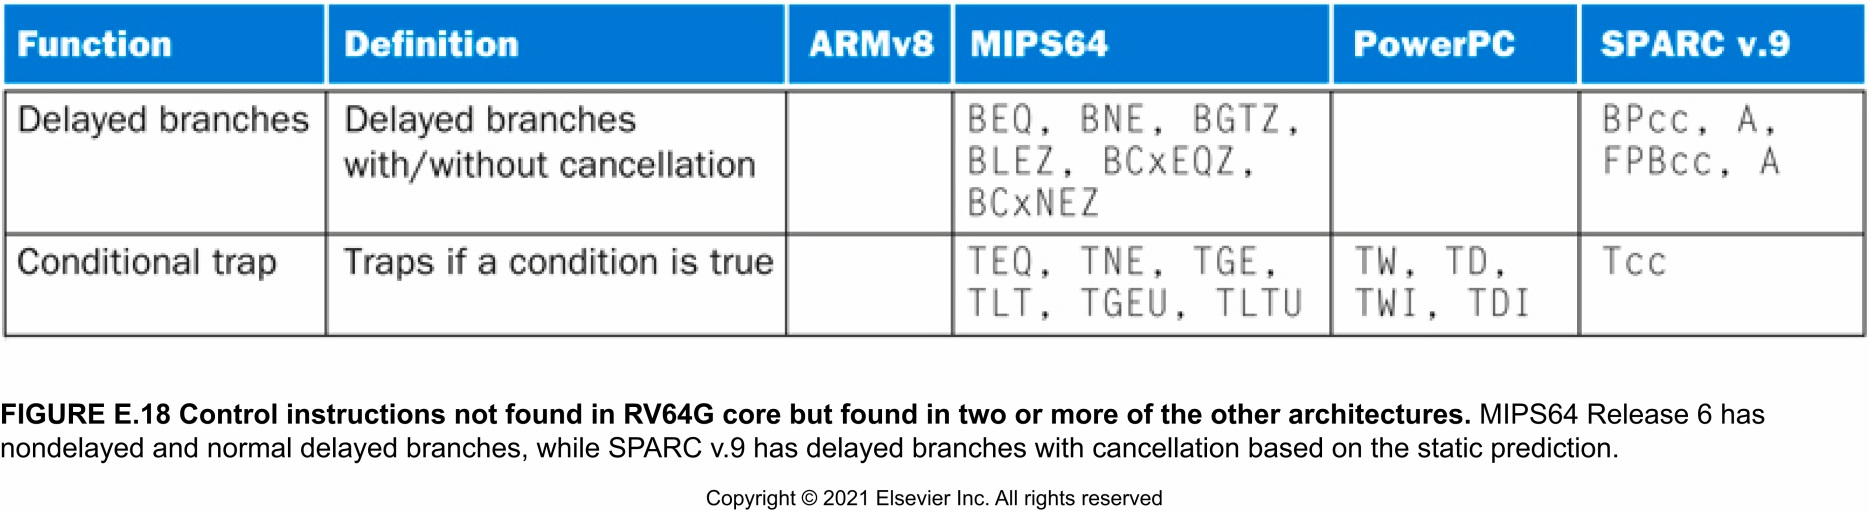 Function Definition ARMv8 MIPS64 PowerPC SPARC v.9
Delayed branches Delayed branches with/without cancellation BEQ, BNE, BGTZ, BLEZ, BCxEQZ, BCxNEZ BPcc, A, FPBcc, A
Conditional trap Traps if a condition is true TEQ, TNE, TGE, TLT, TGEU, TLTU TW, TD, TWI, TDI Tcc
FIGURE E.18 Control instructions not found in RV64G core but found in two or more of the other architectures. MIPS64 Release 6 has
nondelayed and normal delayed branches, while SPARC v.9 has delayed branches with cancellation based on the static prediction.
Copyright © 2021 Elsevier Inc. All rights reserved